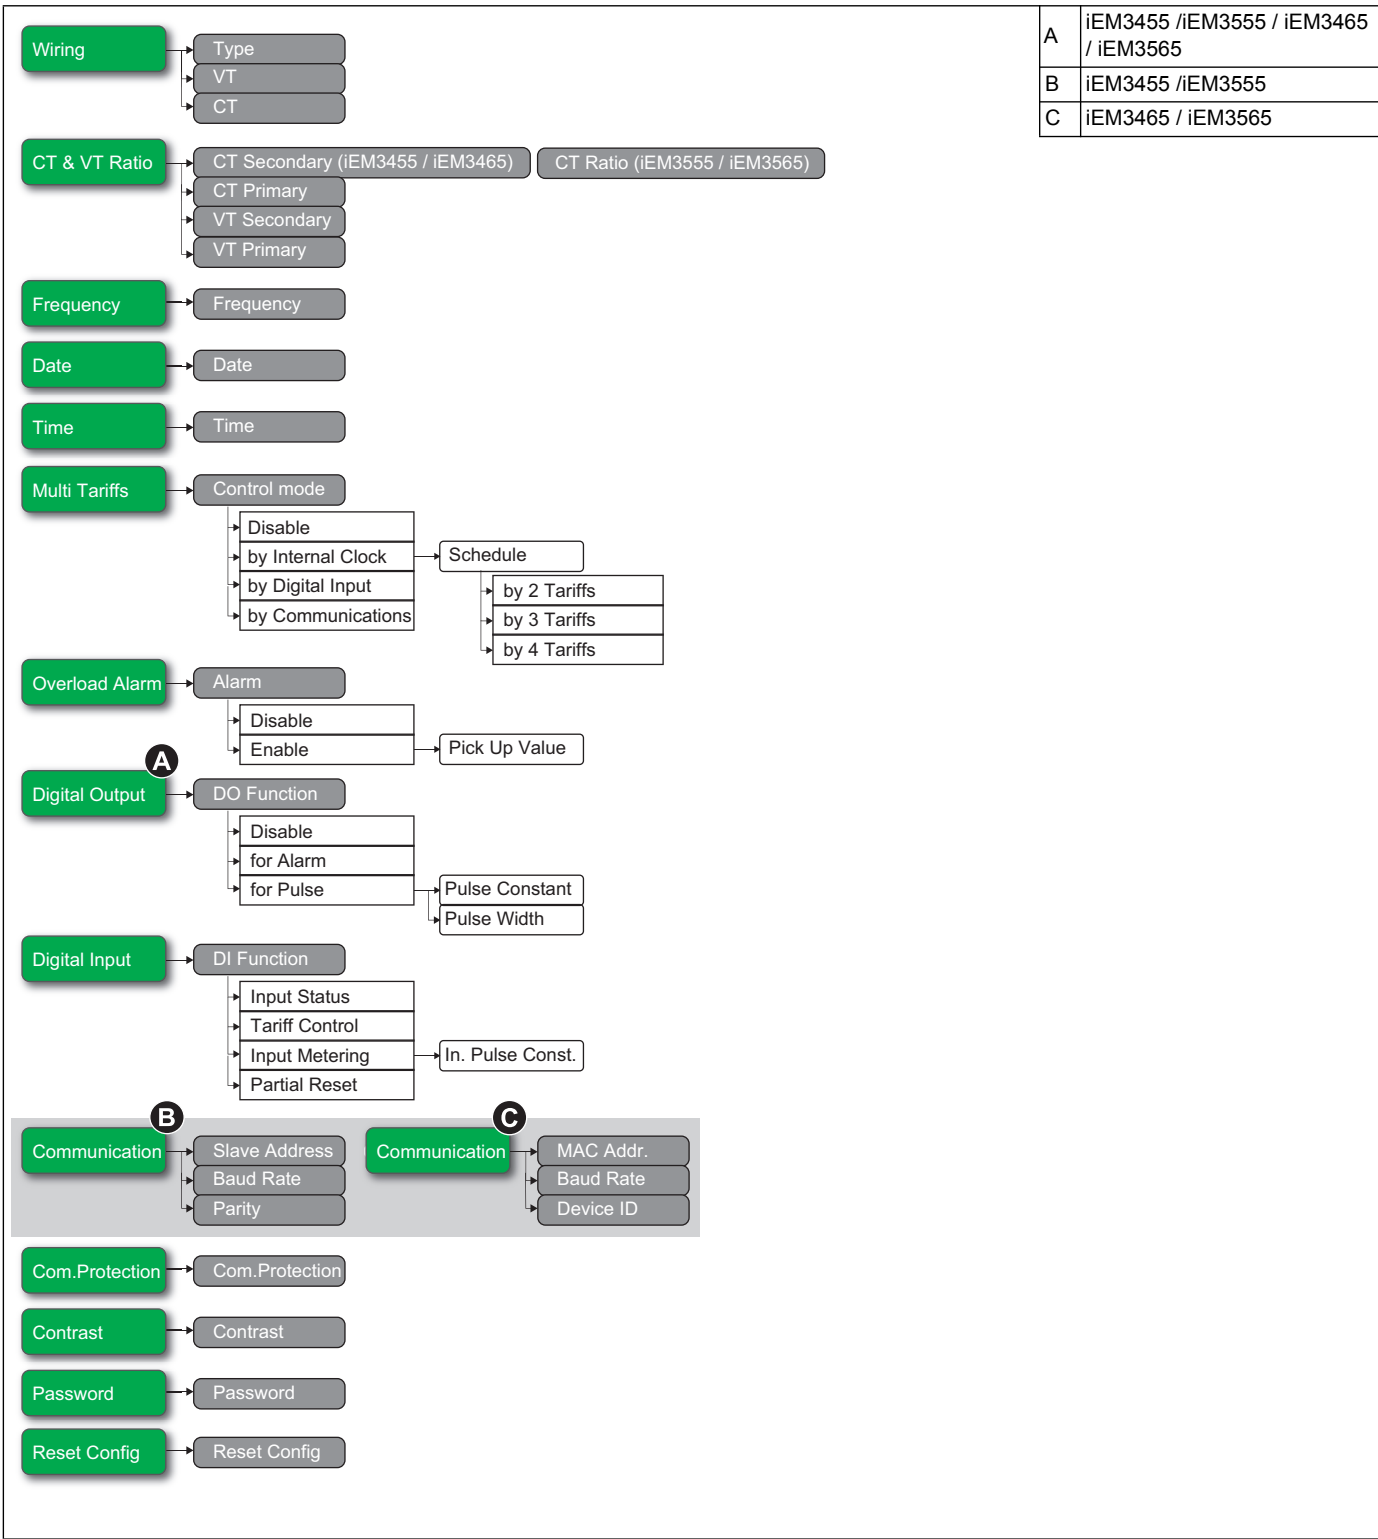 A
iEM3455 /iEM3555 / iEM3465
/ iEM3565
B
iEM3455 /iEM3555
C
iEM3465 / iEM3565
Wiring
Type
VT
CT
CT & VT Ratio
CT Secondary (iEM3455 / iEM3465)
CT Ratio (iEM3555 / iEM3565)
CT Primary
VT Secondary
VT Primary
Frequency
Frequency
Date
Date
Time
Time
Multi Tariffs
Control mode
Disable
by Internal Clock
Schedule
by Digital Input
by 2 Tariffs
by Communications
by 3 Tariffs
by 4 Tariffs
Overload Alarm
Alarm
Disable
Enable
Pick Up Value
A
Digital Output
DO Function
Disable
for Alarm
for Pulse
Pulse Constant
Pulse Width
Digital Input
DI Function
Input Status
Tariff Control
Input Metering
In. Pulse Const.
Partial Reset
B
Communication
Slave Address
Baud Rate
Parity
C
Communication
MAC Addr.
Baud Rate
Device ID
Com.Protection
Com.Protection
Contrast
Contrast
Password
Password
Reset Config
Reset Config